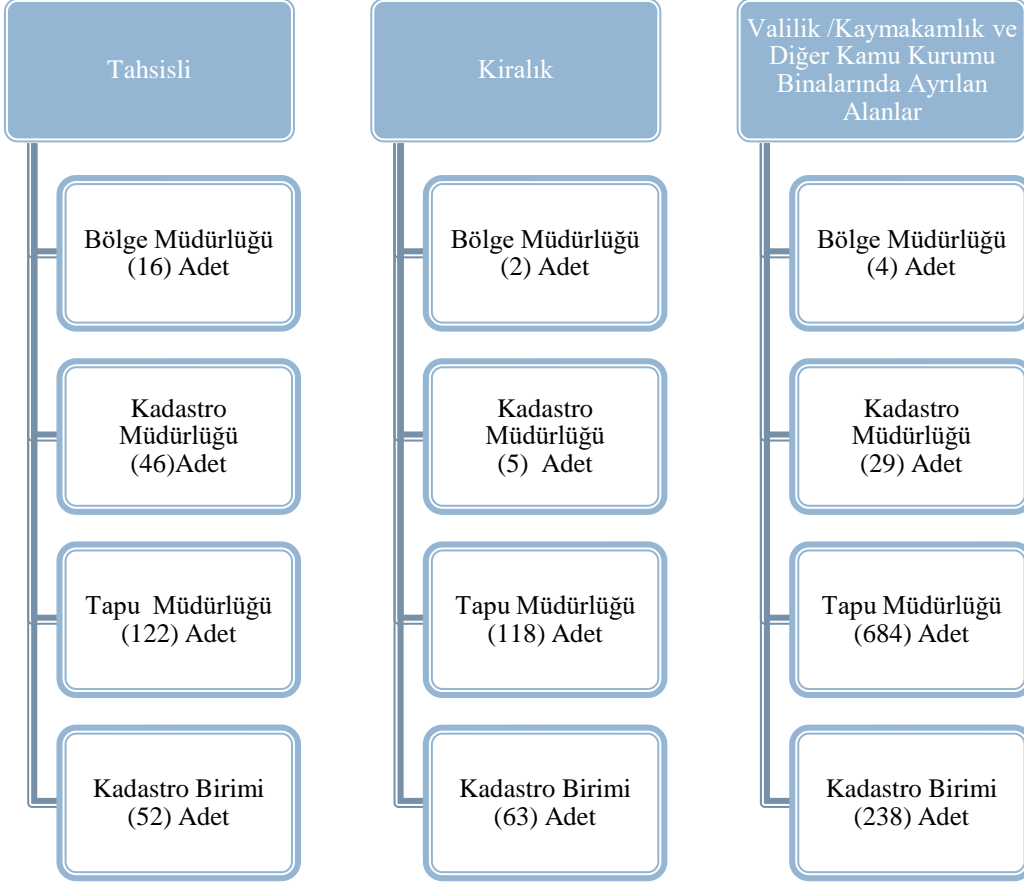 Tahsisli
Bölge Müdürlüğü
(16) Adet
Kadastro
Müdürlüğü
(46)Adet
Tapu Müdürlüğü
(122) Adet
Kadastro Birimi
(52) Adet
Kiralık
Bölge Müdürlüğü
(2) Adet
Kadastro
Müdürlüğü
(5) Adet
Tapu Müdürlüğü
(118) Adet
Kadastro Birimi
(63) Adet
Valilik /Kaymakamlık ve
Diğer Kamu Kurumu
Binalarında Ayrılan
Alanlar
Bölge Müdürlüğü
(4) Adet
Kadastro
Müdürlüğü
(29) Adet
Tapu Müdürlüğü
(684) Adet
Kadastro Birimi
(238) Adet